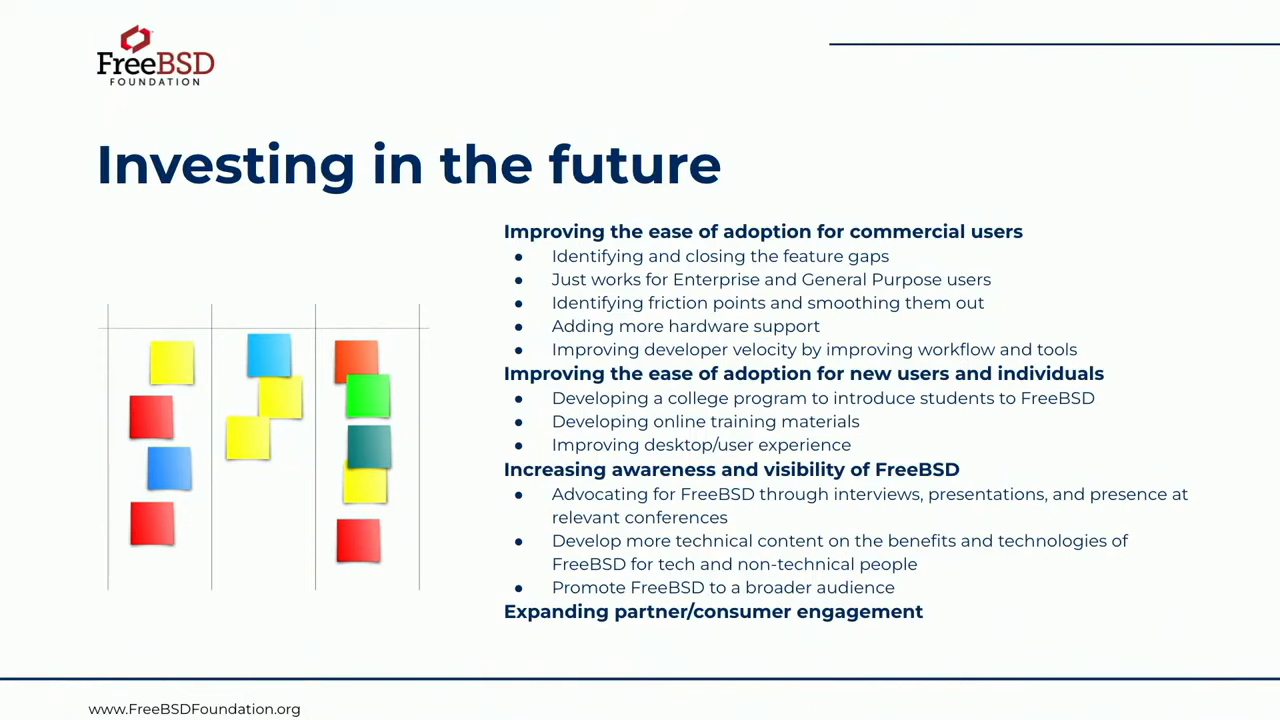 FreeBSD
FOUNDATION
Investing in the future
Improving the ease of adoption for commercial users
● Identifying and closing the feature gaps
● Just works for Enterprise and General Purpose users
● Identifying friction points and smoothing them out
● Adding more hardware support
● Improving developer velocity by improving workflow and tools
Improving the ease of adoption for new users and individuals
● Developing a college program to introduce students to FreeBSD
● Developing online training materials
● Improving desktop/user experience
Increasing awareness and visibility of FreeBSD
● Advocating for FreeBSD through interviews, presentations, and presence at
relevant conferences
● Develop more technical content on the benefits and technologies of
FreeBSD for tech and non-technical people
● Promote FreeBSD to a broader audience
Expanding partner/consumer engagement
www.FreeBSDFoundation.org